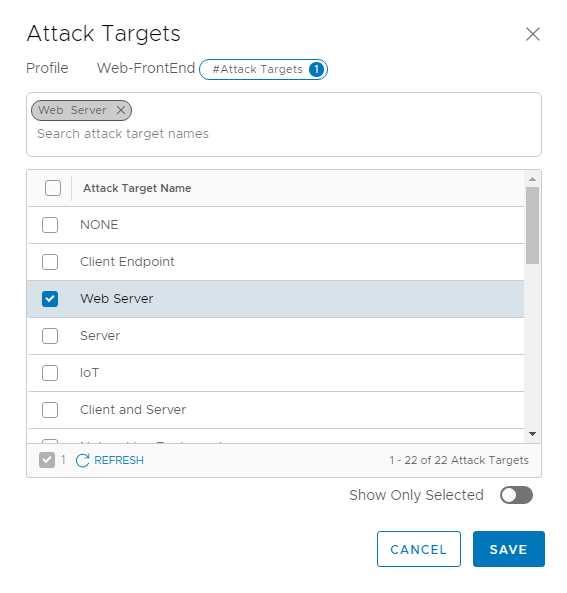 Attack Targets
Profile Web-FrontEnd #Attack Targets 1
Web Server
Search attack target names
Attack Target Name
NONE
Client Endpoint
Web Server
Server
IoT
Client and Server
1 REFRESH 1 - 22 of 22 Attack Targets
Show Only Selected
CANCEL SAVE